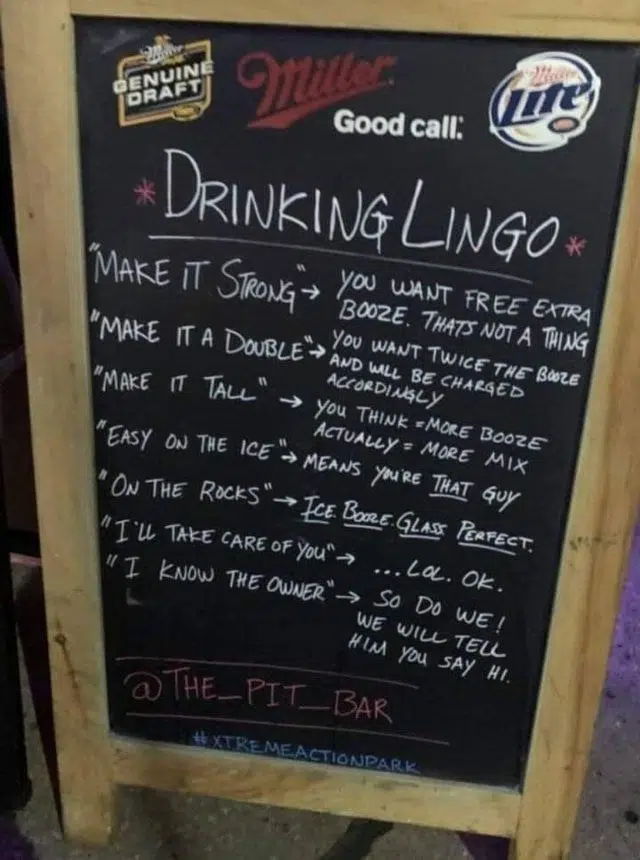 Miller
GENUINE
DRAFT
Miller
Good call.
Miller
Lite
*DRINKING LINGO*
"MAKE IT STRONG" → YOU WANT FREE EXTRA
BOOZE. THATS NOT A THING
"MAKE IT A DOUBLE" → YOU WANT TWICE THE BOOZE
AND WILL BE CHARGED
ACCORDINGLY
"MAKE IT TALL" → YOU THINK = MORE BOOZE
ACTUALLY = MORE MIX
"EASY ON THE ICE" → MEANS YOU'RE THAT GUY
"ON THE ROCKS" → ICE. BOOZE. GLASS PERFECT.
"I'LL TAKE CARE OF YOU" → ...LOL. OK.
"I KNOW THE OWNER" → SO DO WE!
WE WILL TELL
HIM YOU SAY HI.
@THE_PIT_BAR
#XTREMEACTIONPARK